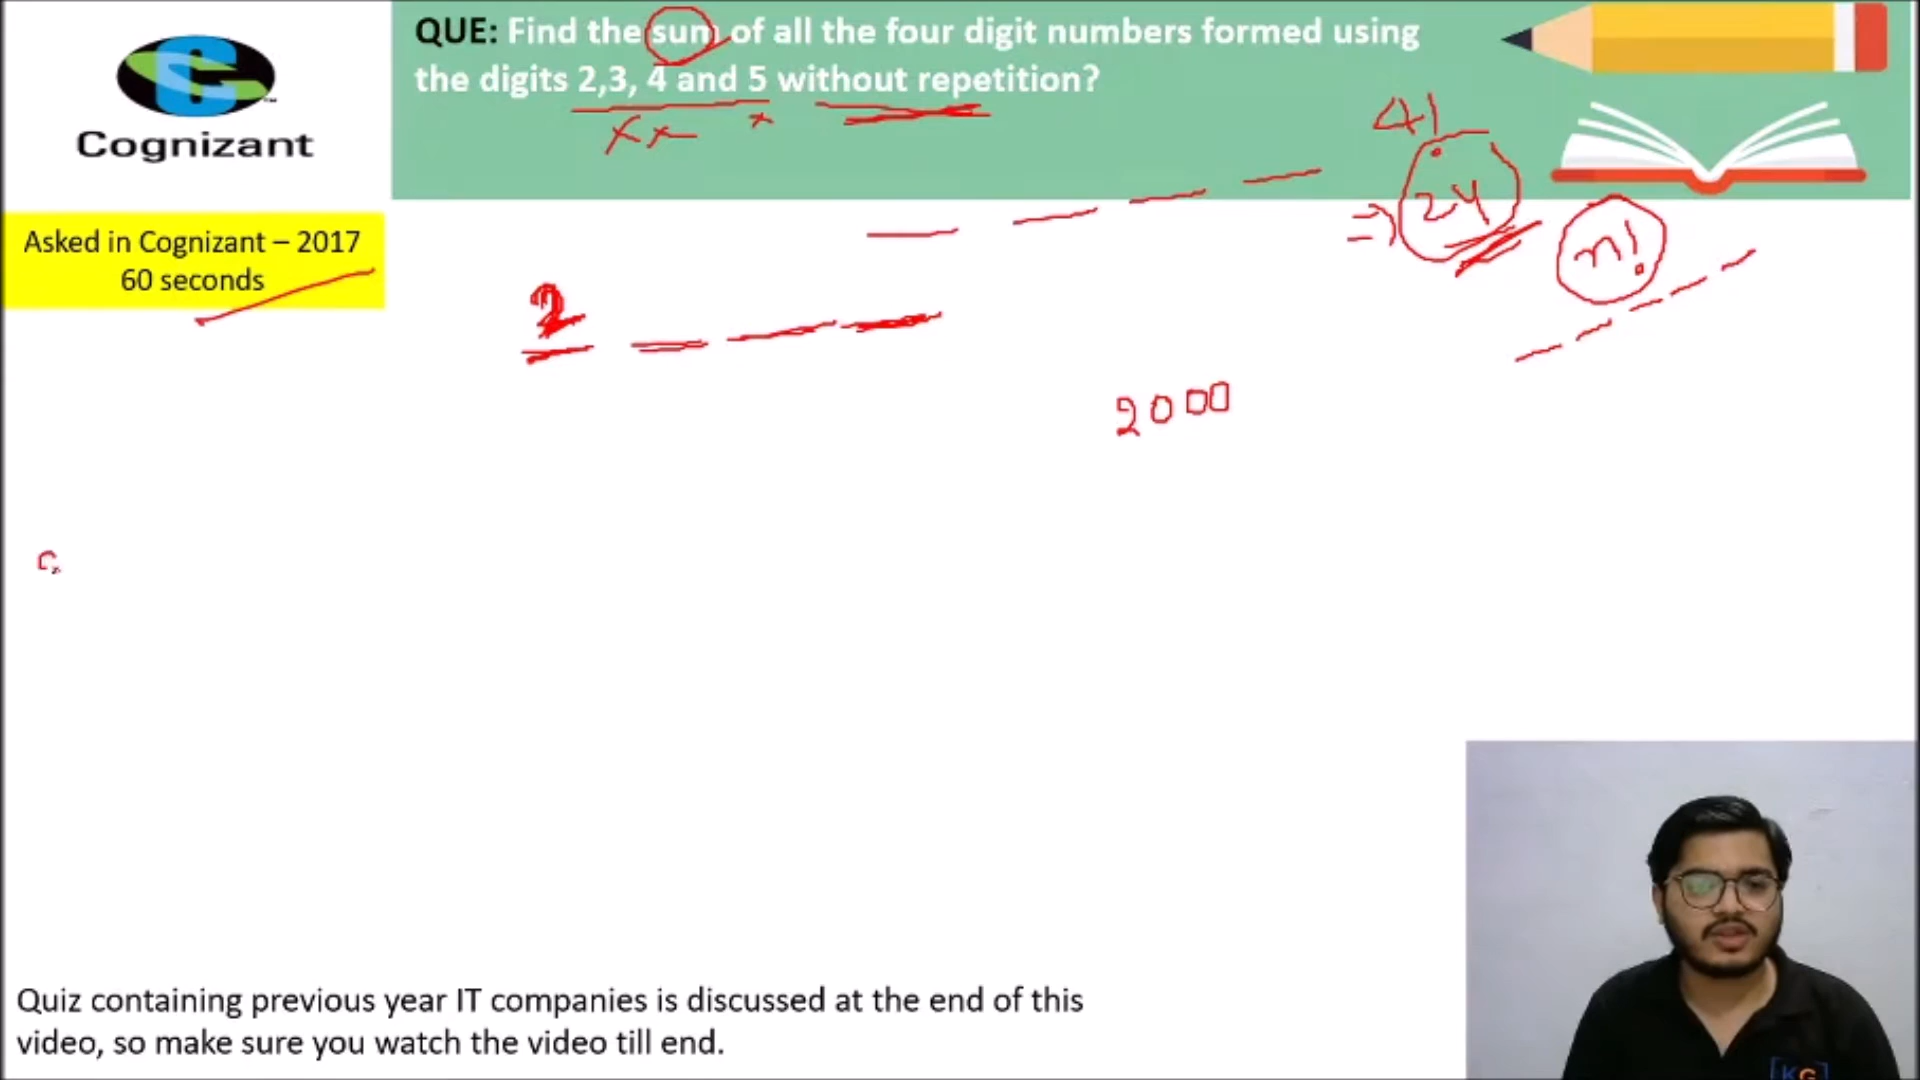 QUE: Find the sum of all the four digit numbers formed using
the digits 2,3, 4 and 5 without repetition?
Cognizant
Asked in Cognizant – 2017
60 seconds
4!
⇒ 24
n!
2
2000
Quiz containing previous year IT companies is discussed at the end of this
video, so make sure you watch the video till end.
KG